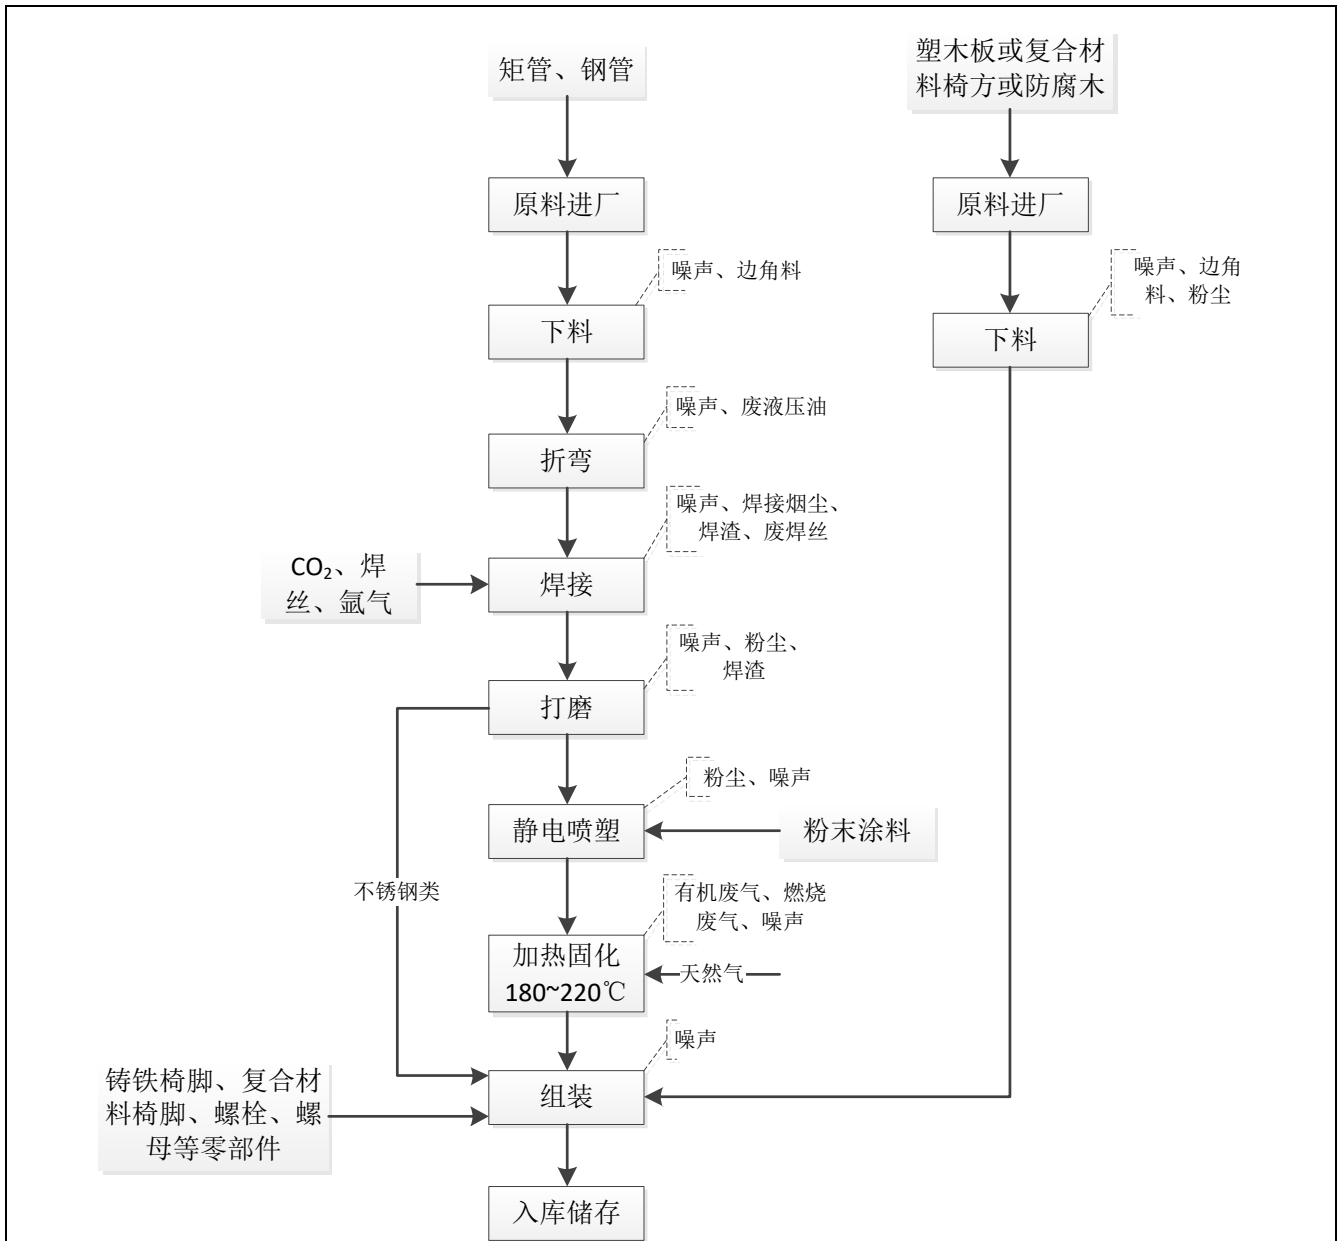 矩管、钢管
塑木板或复合材
料椅方或防腐木
原料进厂
原料进厂
噪声、边角料
噪声、边角
料、粉尘
下料
下料
噪声、废液压油
折弯
噪声、焊接烟尘、
焊渣、废焊丝
CO₂、焊
丝、氩气
焊接
噪声、粉尘、
焊渣
打磨
粉尘、噪声
静电喷塑
粉末涂料
不锈钢类
有机废气、燃烧
废气、噪声
加热固化
180~220℃
天然气
噪声
铸铁椅脚、复合材
料椅脚、螺栓、螺
母等零部件
组装
入库储存